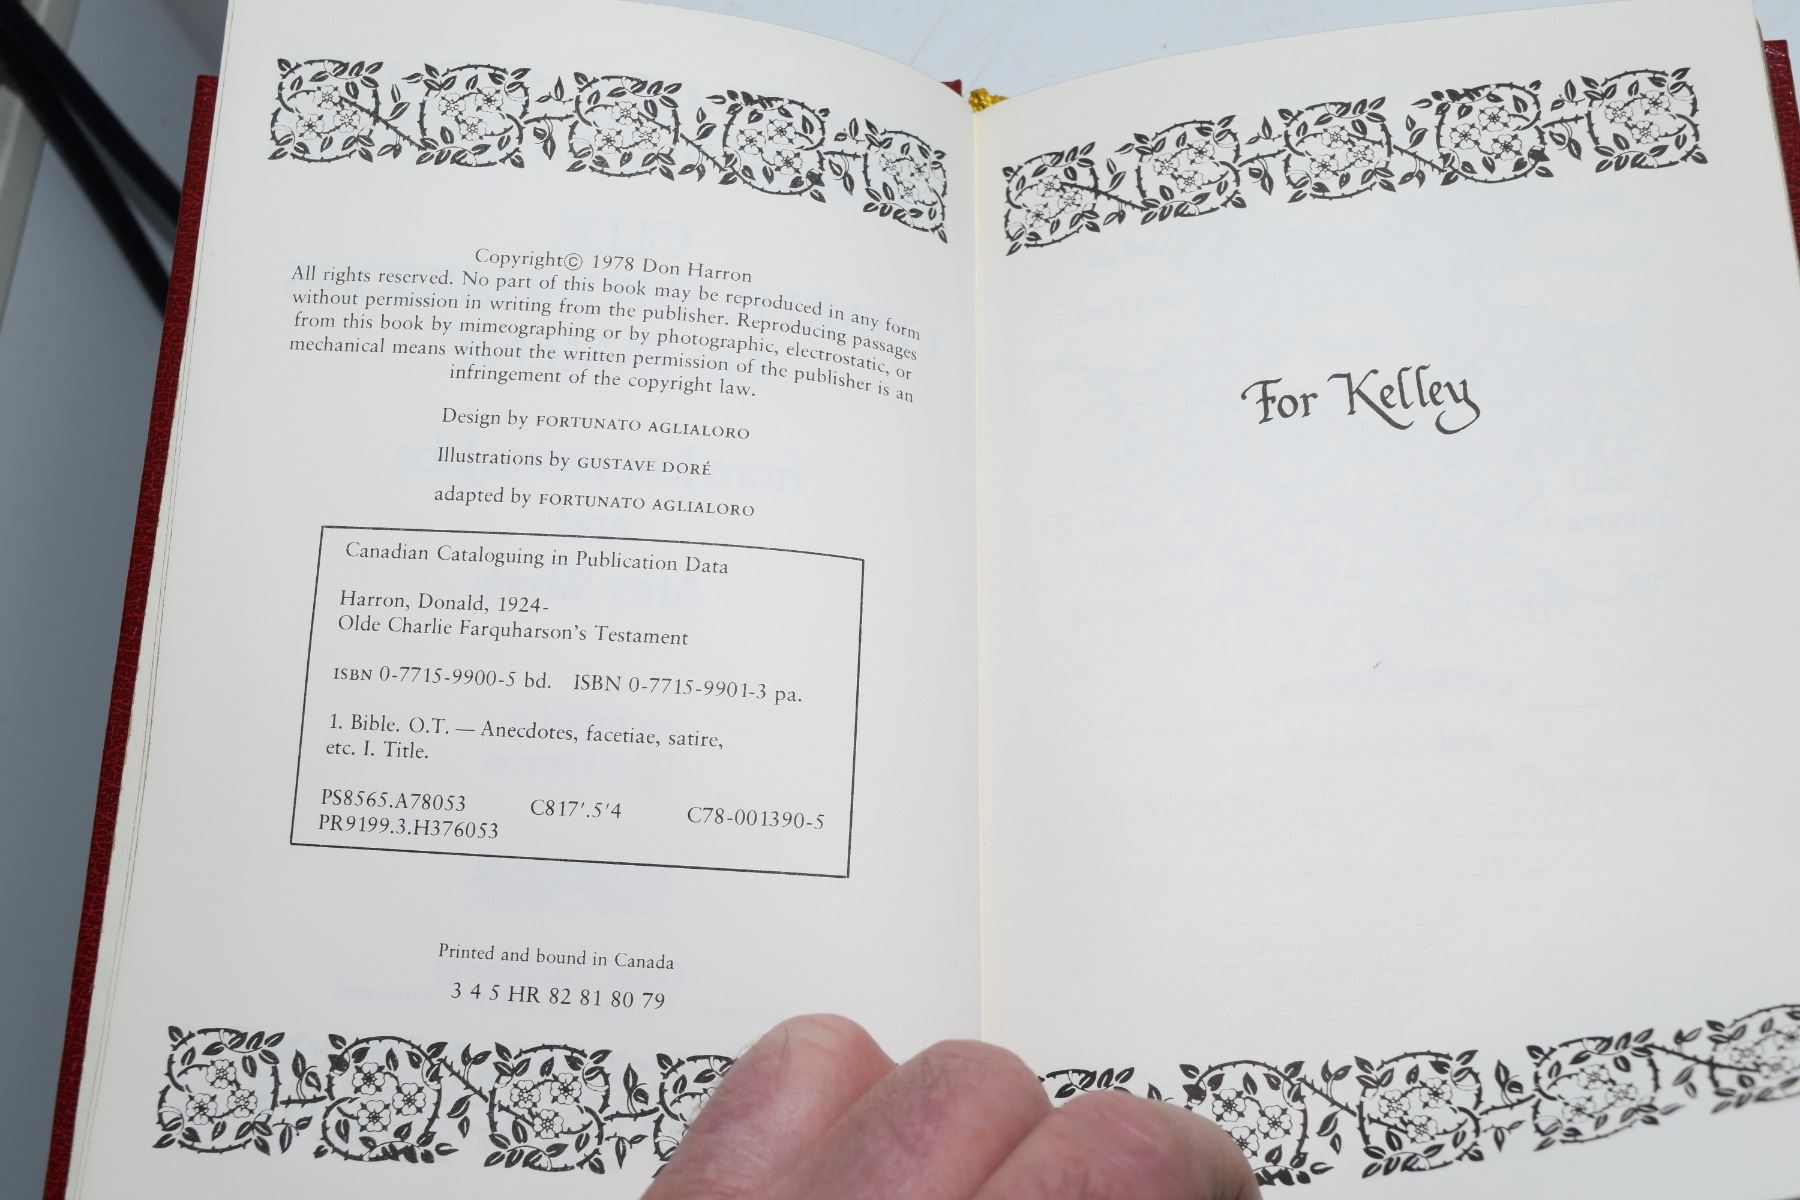 Copyright© 1978 Don Harron
All rights reserved. No part of this book may be reproduced in any form
without permission in writing from the publisher. Reproducing passages
from this book by mimeographing or by photographic, electrostatic, or
mechanical means without the written permission of the publisher is an
infringement of the copyright law.
Design by FORTUNATO AGLIALORO
Illustrations by GUSTAVE DORÉ
adapted by FORTUNATO AGLIALORO
Canadian Cataloguing in Publication Data
Harron, Donald, 1924-
Olde Charlie Farquharson's Testament
ISBN 0-7715-9900-5 bd. ISBN 0-7715-9901-3 pa.
1. Bible. O.T. — Anecdotes, facetiae, satire,
etc. I. Title.
PS8565.A78053 C817'.5'4 C78-001390-5
PR9199.3.H376053
Printed and bound in Canada
3 4 5 HR 82 81 80 79
For Kelley